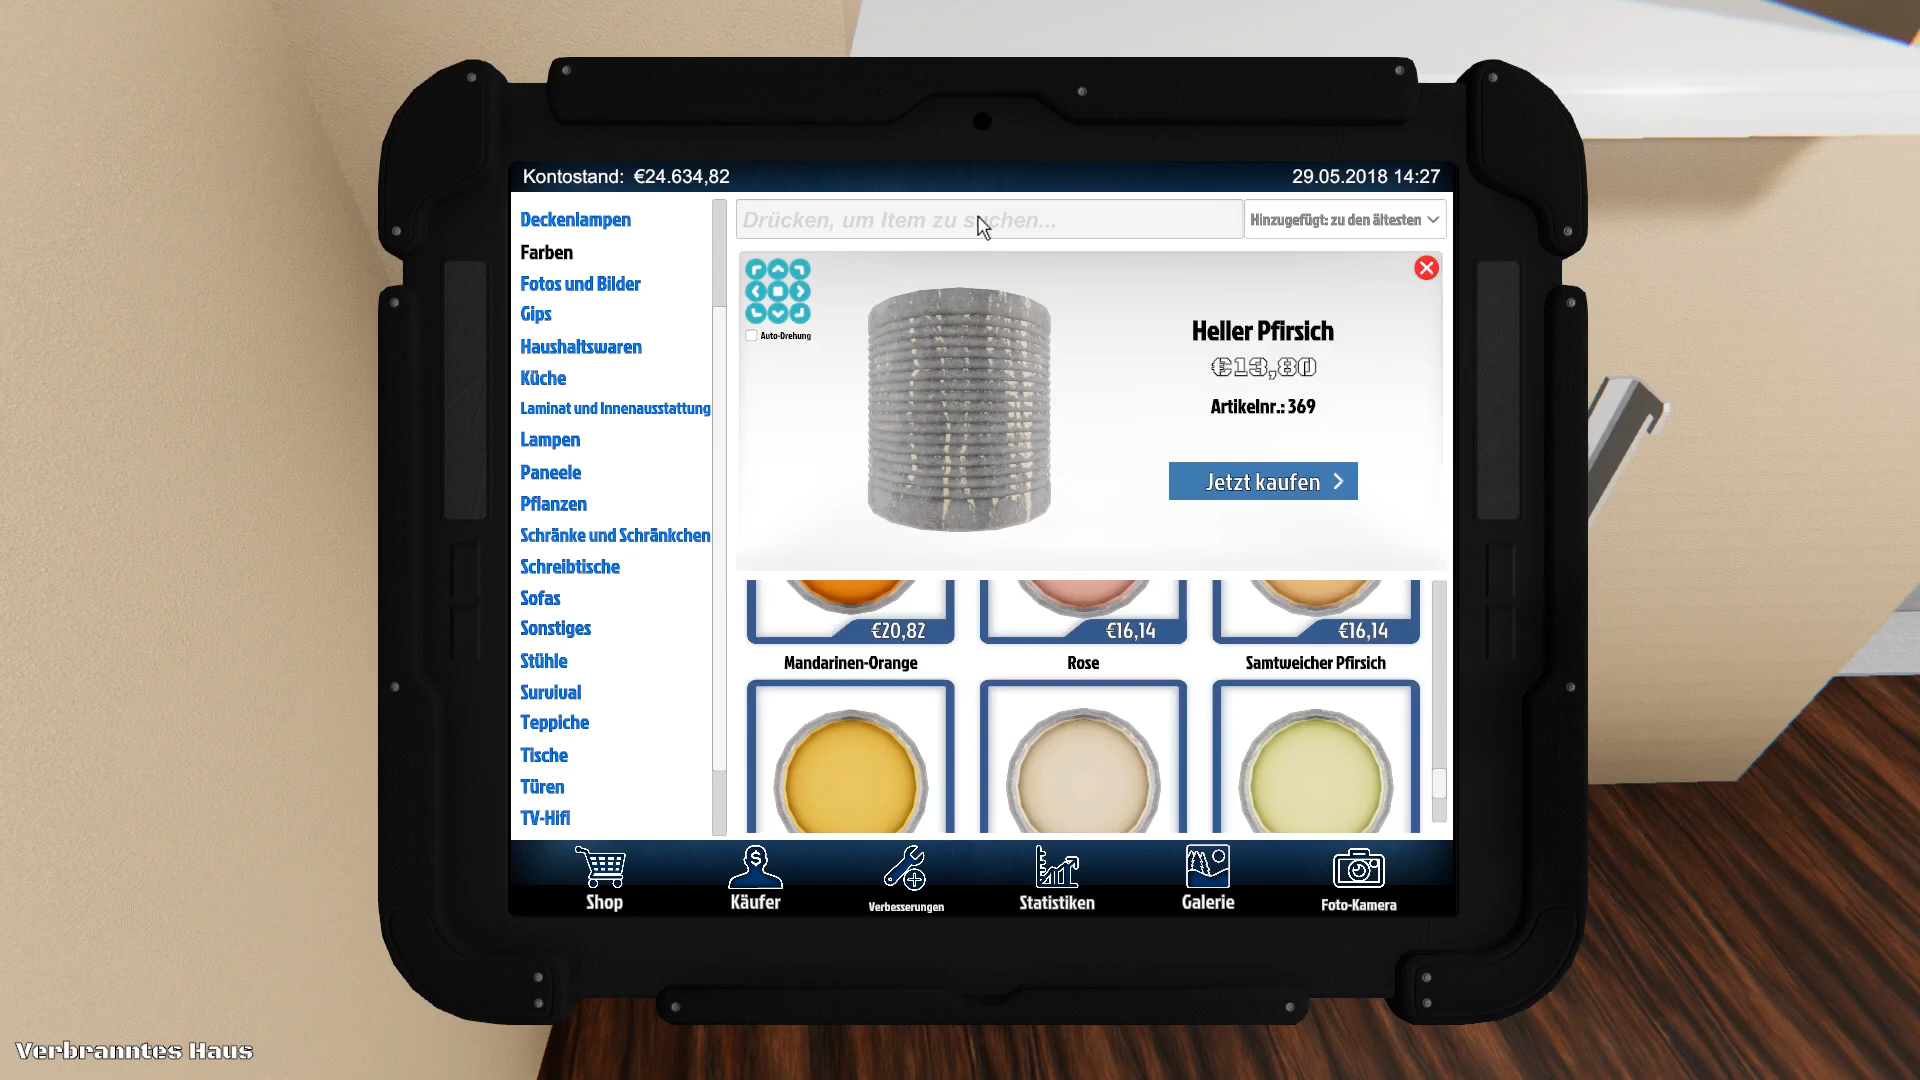 Kontostand: €24.634,82
29.05.2018 14:27
Deckenlampen
Farben
Fotos und Bilder
Gips
Haushaltswaren
Küche
Laminat und Innenausstattung
Lampen
Paneele
Pflanzen
Schränke und Schränkchen
Schreibtische
Sofas
Sonstiges
Stühle
Survival
Teppiche
Tische
Türen
TV-Hifi
Drücken, um Item zu suchen...
Hinzugefügt: zu den ältesten
Auto-Drehung
Heller Pfirsich
€13,80
Artikelnr.: 369
Jetzt kaufen
€20,82
€16,14
€16,14
Mandarinen-Orange
Rose
Samtweicher Pfirsich
Shop
Käufer
Verbesserungen
Statistiken
Galerie
Foto-Kamera
Verbranntes Haus